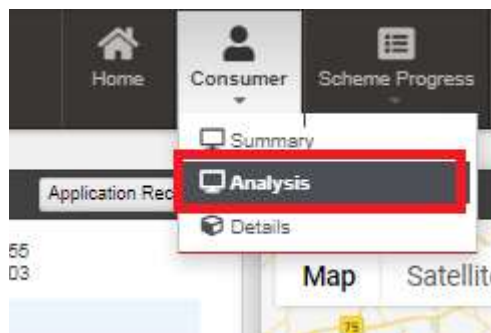 Home
Consumer
Scheme Progress
Summary
Analysis
Details
Application Rec
55
03
Map
Satellit
75